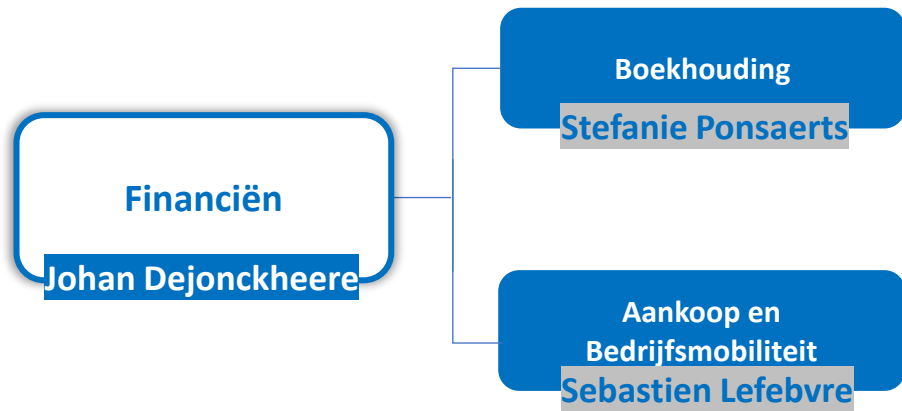 Financiën
Johan Dejonckheere
Boekhouding
Stefanie Ponsaerts
Aankoop en
Bedrijfsmobiliteit
Sebastien Lefebvre